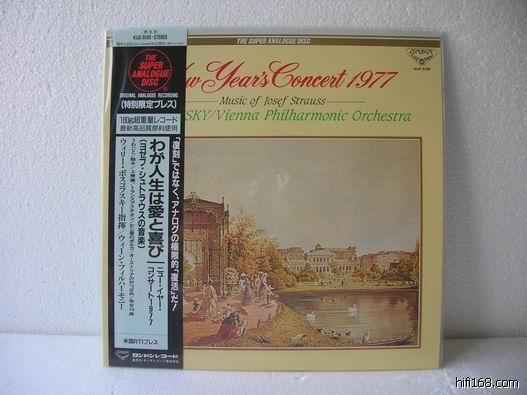 KIJC-9188・STEREO
THE
SUPER
ANALOGUE
DISC
ORIGINAL ANALOGUE RECORDING
(特別限定プレス)
180g超重量レコード
最新高品質原料使用
「復刻」ではなく、アナログの極限的「復活」だ!
わが人生は愛と喜び
ニュー・イヤー・
コンサート1977
(ヨゼフ・シュトラウスの音楽)
ウィリー・ボスコフスキー指揮/ウィーン・フィルハーモニー
米国RTIプレス
ロンドンレコード
THE SUPER ANALOGUE DISC
LONDON
Year's Concert 1977
Music of Josef Strauss
SKY/Vienna Philharmonic Orchestra
hifi168.com